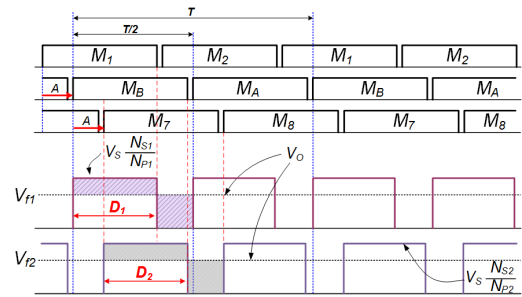 T
T/2
M1 M2 M1 M2
A MB MA MB MA
A M7 M8 M7 M8
VS NS1/NP1
VO
Vf1
D1
Vf2
D2
VS NS2/NP2